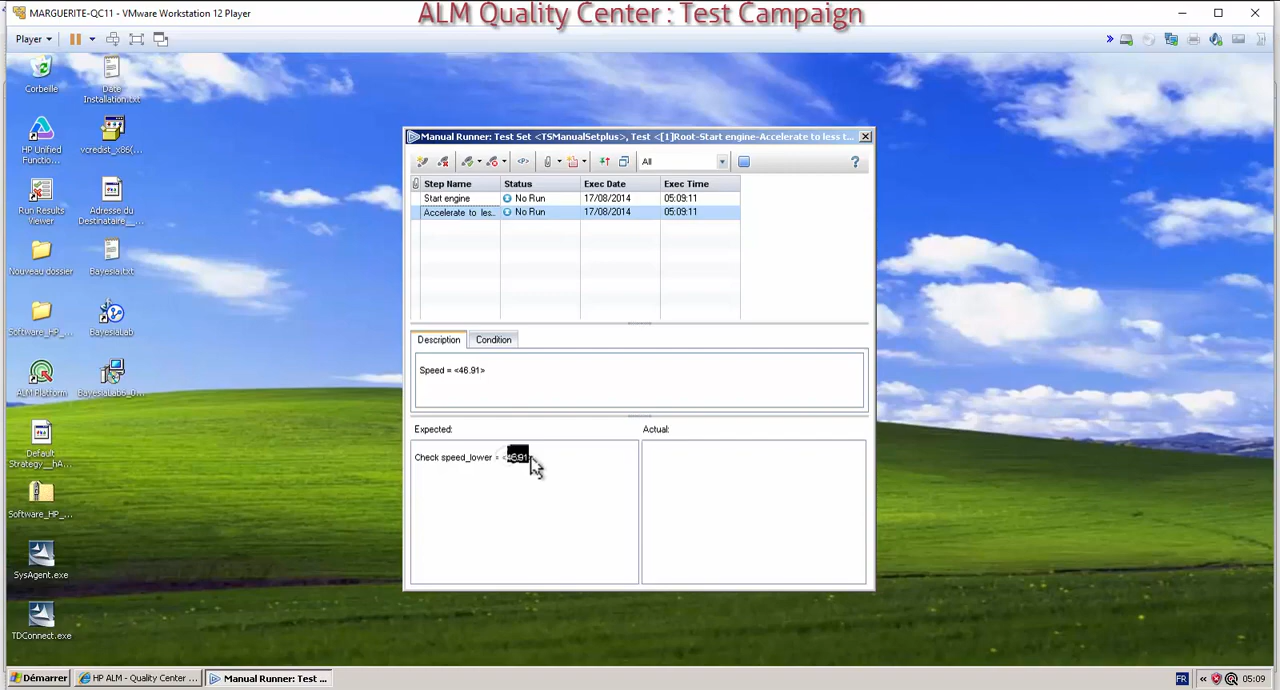 MARGUERITE-QC11 - VMware Workstation 12 Player
ALM Quality Center : Test Campaign
Player
Corbeille
Date Installation.txt
HP Unified Functio...
vcredist_x86(...
Run Results Viewer
Adresse du Destinataire__...
Nouveau dossier
Bayesia.txt
Software_HP_...
BayesiaLab
ALM Platform
BayesiaLab6_0...
Default Strategy__hA...
Software_HP_...
SysAgent.exe
TDConnect.exe
Manual Runner: Test Set <TSManualSetplus>, Test <[1]Root-Start engine-Accelerate to less t...
All
?
Step Name Status Exec Date Exec Time
Start engine No Run 17/08/2014 05:09:11
Accelerate to les... No Run 17/08/2014 05:09:11
Description Condition
Speed = <46.91>
Expected: Actual:
Check speed_lower = <46.91>
Démarrer
HP ALM - Quality Center ...
Manual Runner: Test ...
FR
05:09